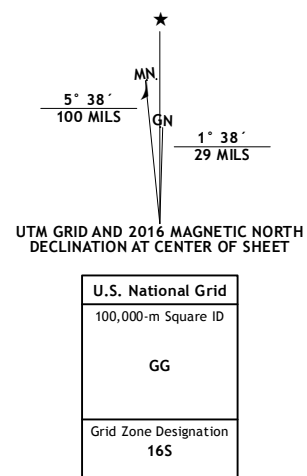 ★
MN
GN
5° 38´
100 MILS
1° 38´
29 MILS
UTM GRID AND 2016 MAGNETIC NORTH
DECLINATION AT CENTER OF SHEET
U.S. National Grid
100,000-m Square ID
GG
Grid Zone Designation
16S